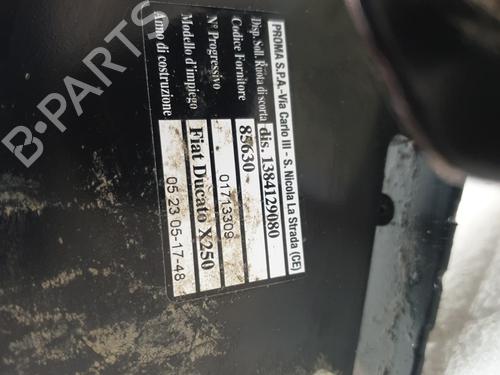 PROMA S.P.A.-Via Carlo III - S. Nicola La Strada (CE)
Disp. Soll. Ruota di scorta dis. 1384129080
Codice Fornitore 85630
N° Progressivo 01713309
Modello d'impiego Fiat Ducato X250
Anno di costruzione 05 23 05-17-48
B-PARTS